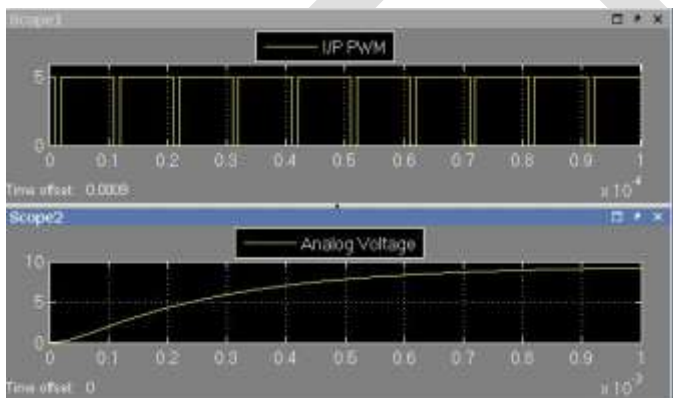 Scope1
I/P PWM
5
0
0 0.1 0.2 0.3 0.4 0.5 0.6 0.7 0.8 0.9 1
Time offset: 0.0009
x 10^-4
Scope2
Analog Voltage
10
5
0
0 0.1 0.2 0.3 0.4 0.5 0.6 0.7 0.8 0.9 1
Time offset: 0
x 10^-3